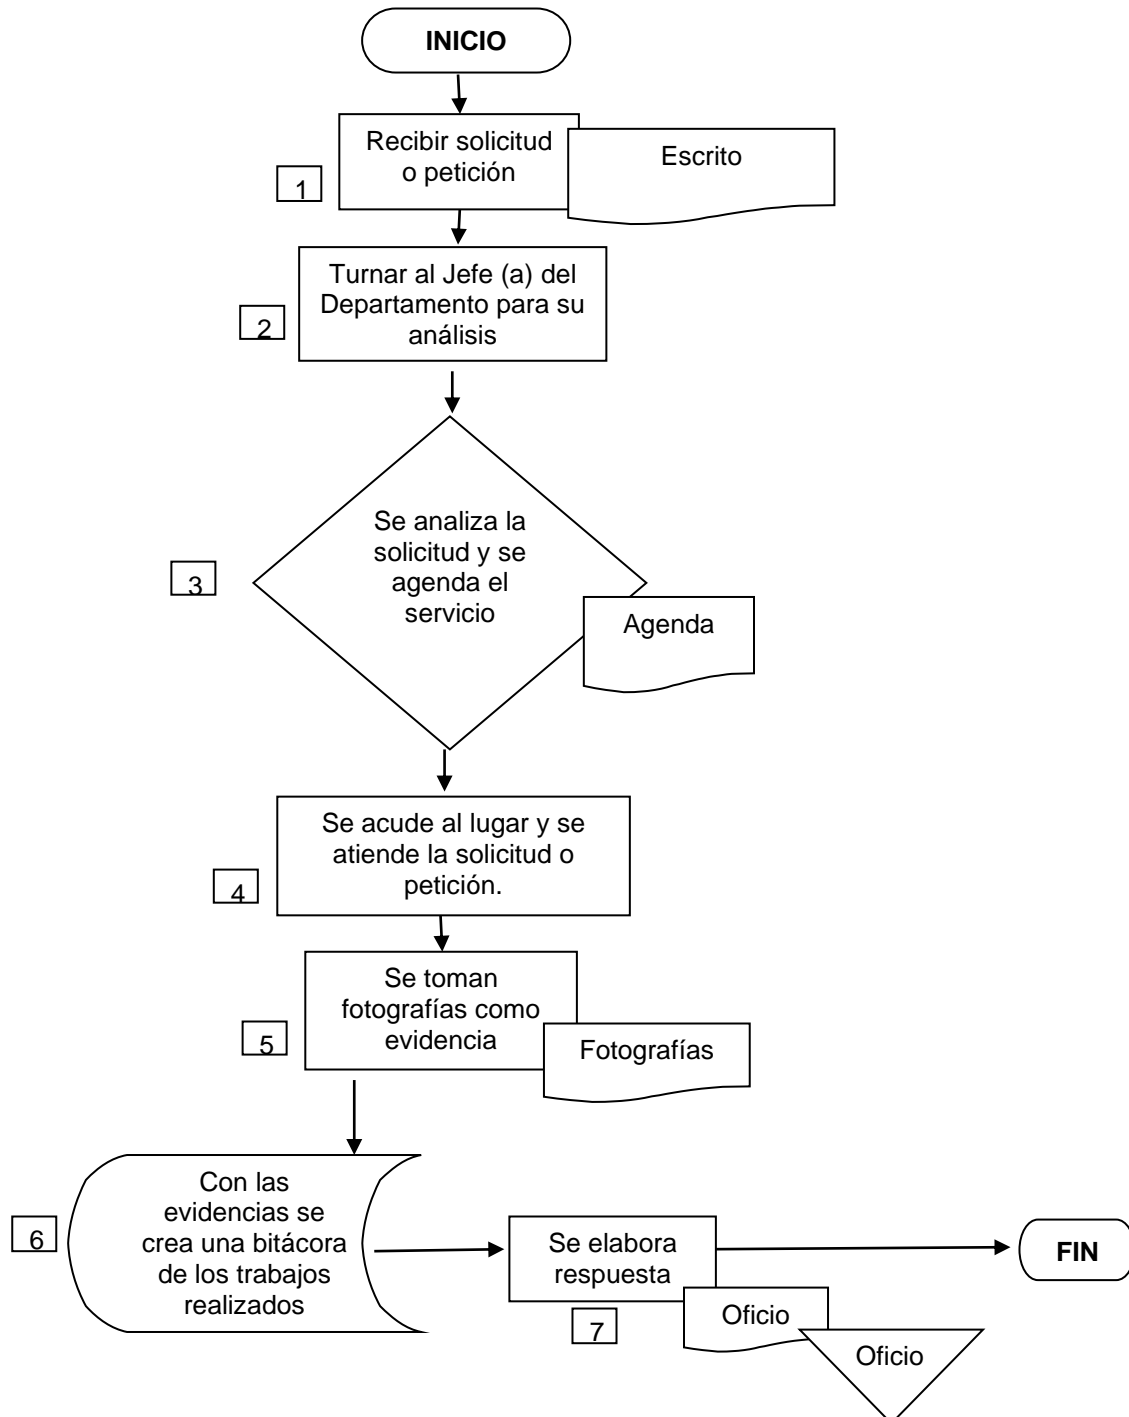 INICIO
Recibir solicitud
o petición
Escrito
1
Turnar al Jefe (a) del
Departamento para su
análisis
2
Se analiza la
solicitud y se
agenda el
servicio
3
Agenda
Se acude al lugar y se
atiende la solicitud o
petición.
4
Se toman
fotografías como
evidencia
5
Fotografías
Con las
evidencias se
crea una bitácora
de los trabajos
realizados
6
Se elabora
respuesta
FIN
7
Oficio
Oficio